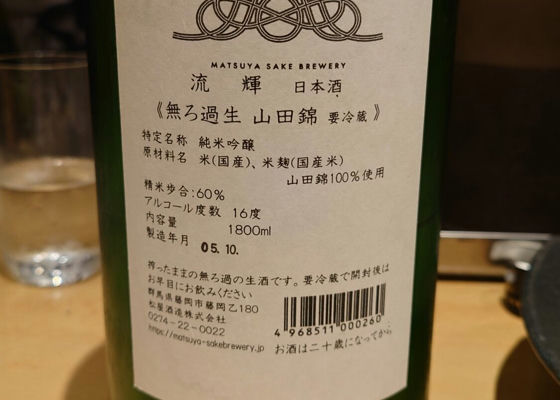 MATSUYA SAKE BREWERY
流輝 日本酒
《無ろ過生 山田錦 要冷蔵》
特定名称 純米吟醸
原材料名 米(国産)、米麹(国産米)
山田錦100%使用
精米歩合:60%
アルコール度数 16度
内容量 1800ml
製造年月 05.10.
搾ったままの無ろ過の生酒です。要冷蔵で開封後は
お早目にお飲みください
群馬県藤岡市藤岡乙180
松屋酒造株式会社
0274-22-0022
https://matsuya-sakebrewery.jp
4 968511 000260
お酒は二十歳になってから